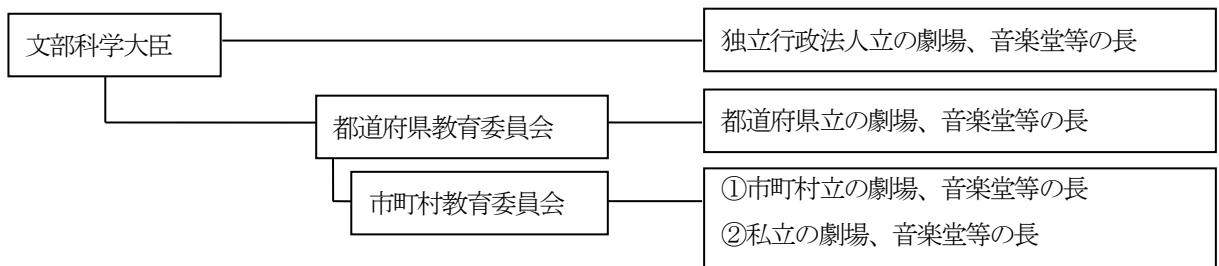 文部科学大臣
独立行政法人立の劇場、音楽堂等の長
都道府県教育委員会
都道府県立の劇場、音楽堂等の長
市町村教育委員会
①市町村立の劇場、音楽堂等の長
②私立の劇場、音楽堂等の長